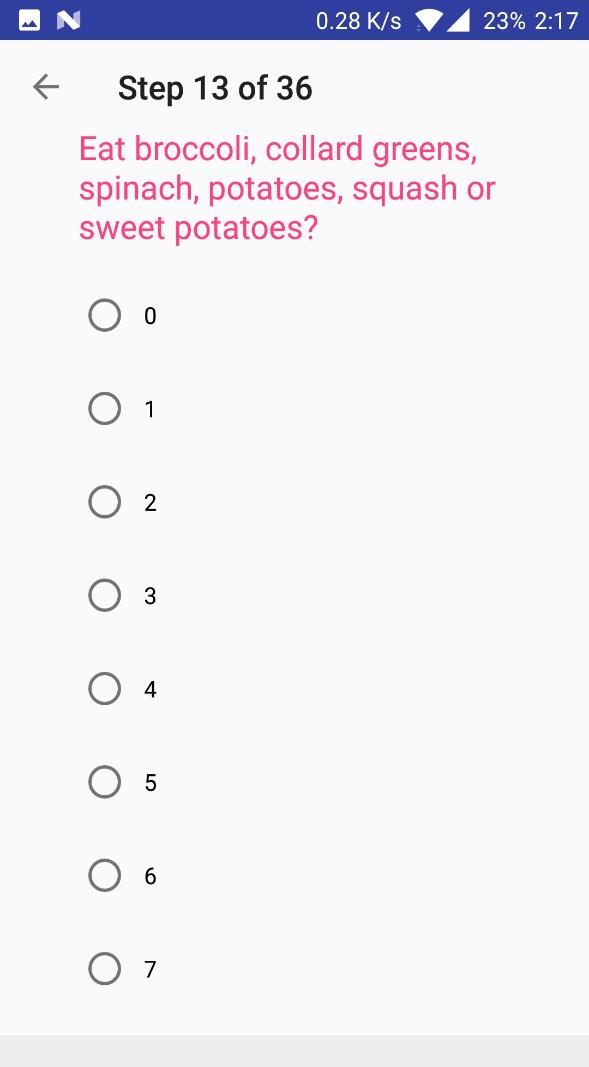 0.28 K/s 23% 2:17
Step 13 of 36
Eat broccoli, collard greens,
spinach, potatoes, squash or
sweet potatoes?
0
1
2
3
4
5
6
7